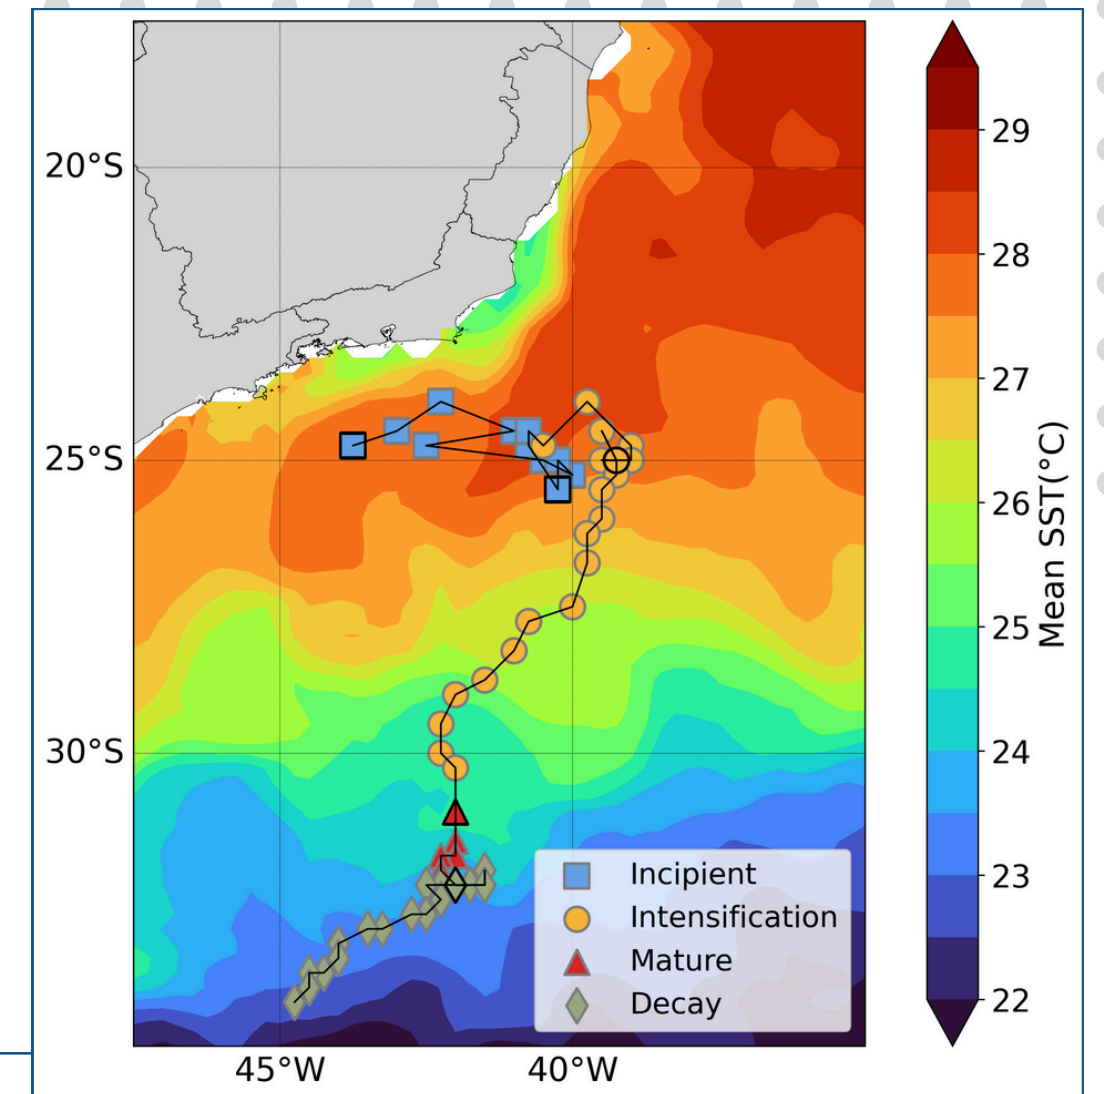 20°S
25°S
30°S
45°W
40°W
Incipient
Intensification
Mature
Decay
29
28
27
26
25
24
23
22
Mean SST(°C)